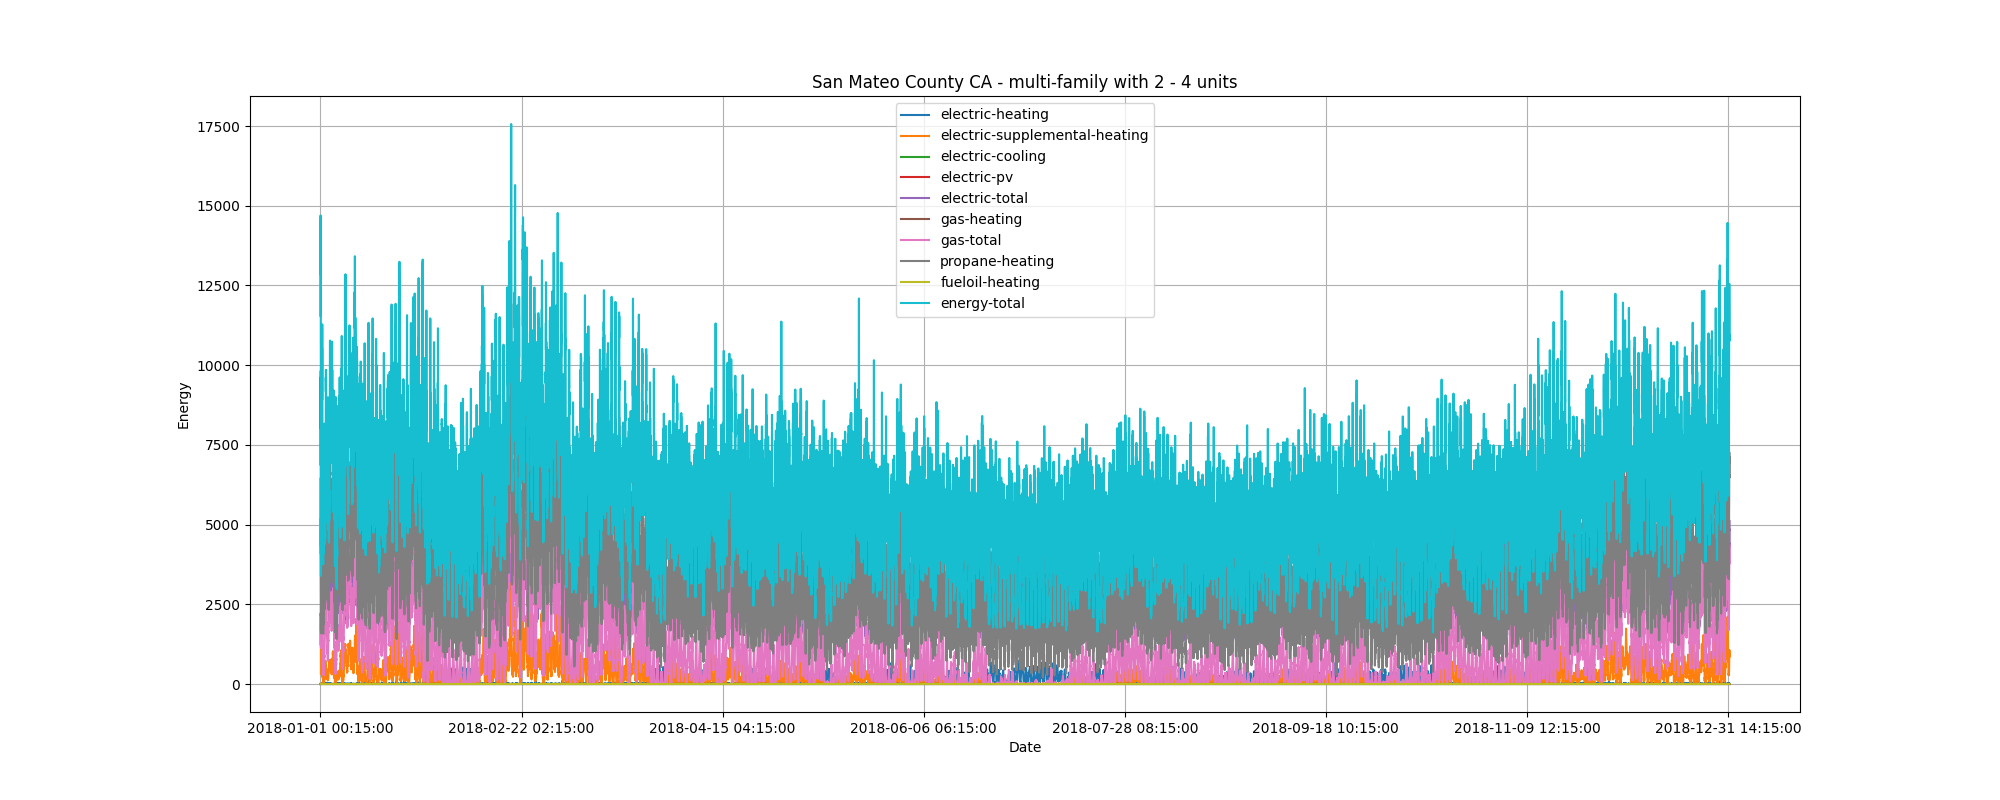 San Mateo County CA - multi-family with 2 - 4 units
electric-heating
electric-supplemental-heating
electric-cooling
electric-pv
electric-total
gas-heating
gas-total
propane-heating
fueloil-heating
energy-total
17500
15000
12500
10000
7500
5000
2500
0
Energy
2018-01-01 00:15:00
2018-02-22 02:15:00
2018-04-15 04:15:00
2018-06-06 06:15:00
2018-07-28 08:15:00
2018-09-18 10:15:00
2018-11-09 12:15:00
2018-12-31 14:15:00
Date